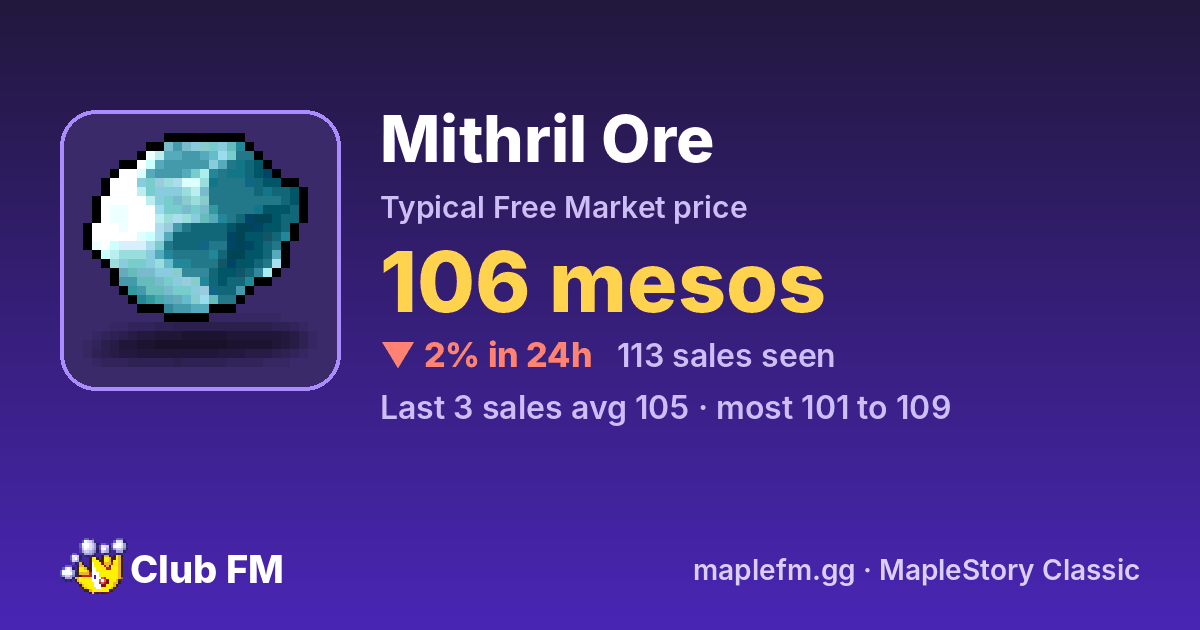 Mithril Ore
Typical Free Market price
106 mesos
▼ 2% in 24h 113 sales seen
Last 3 sales avg 105 · most 101 to 109
Club FM
maplefm.gg · MapleStory Classic